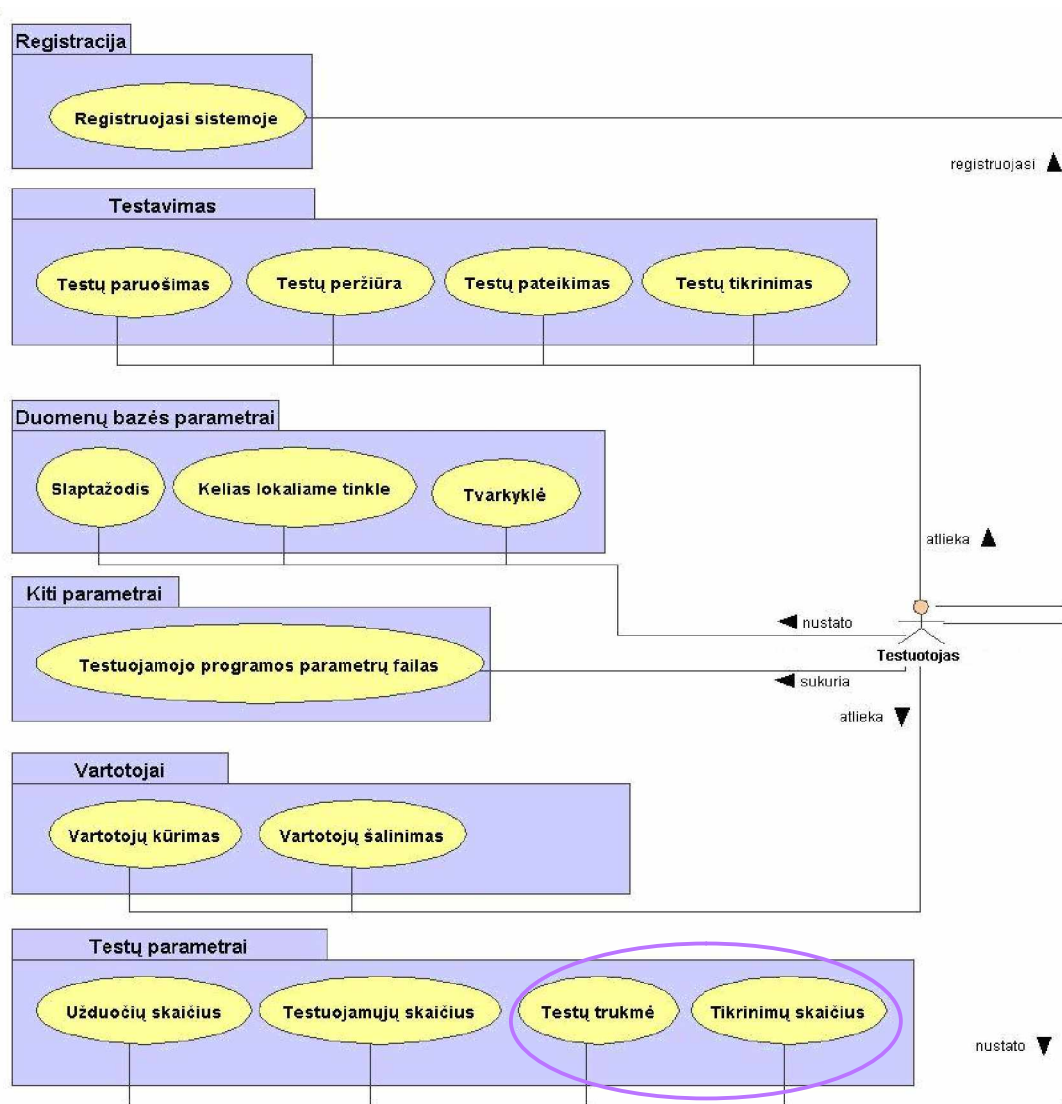 Registracija
Registruojasi sistemoje
registruojasi
Testavimas
Testų paruošimas
Testų peržiūra
Testų pateikimas
Testų tikrinimas
Duomenų bazės parametrai
Slaptažodis
Kelias lokaliame tinkle
Tvarkyklė
atlieka
Kiti parametrai
nustato
Testuotojas
Testuojamojo programos parametrų failas
sukuria
atlieka
Vartotojai
Vartotojų kūrimas
Vartotojų šalinimas
Testų parametrai
Užduočių skaičius
Testuojamųjų skaičius
Testų trukmė
Tikrinimų skaičius
nustato